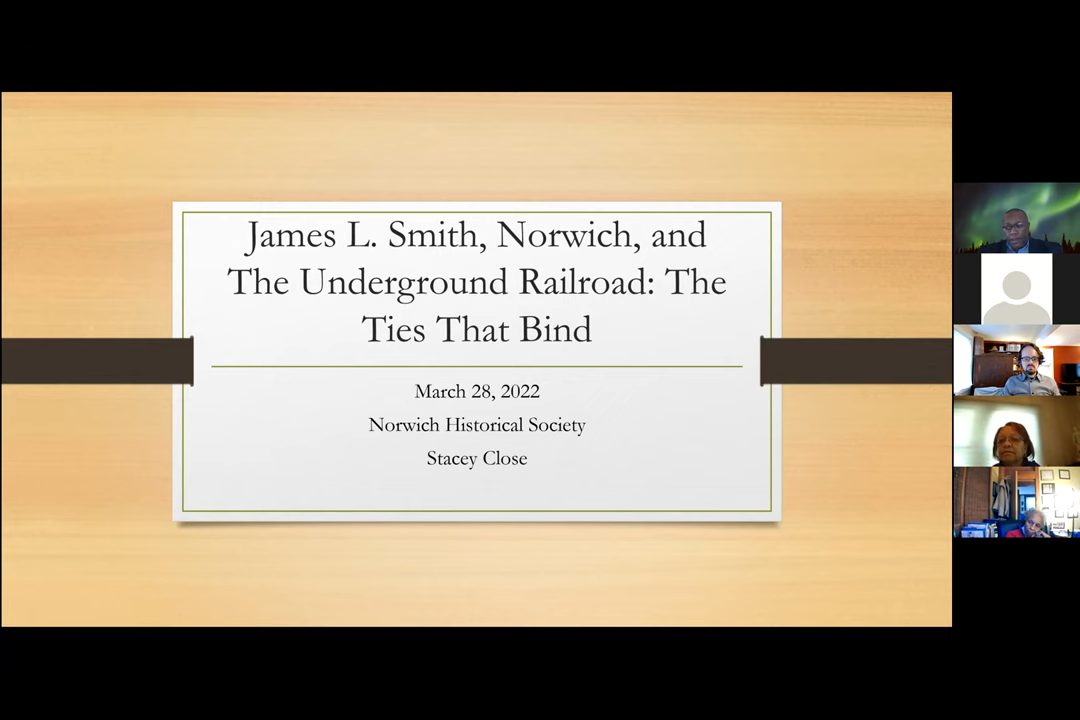 James L. Smith, Norwich, and
The Underground Railroad: The
Ties That Bind
March 28, 2022
Norwich Historical Society
Stacey Close